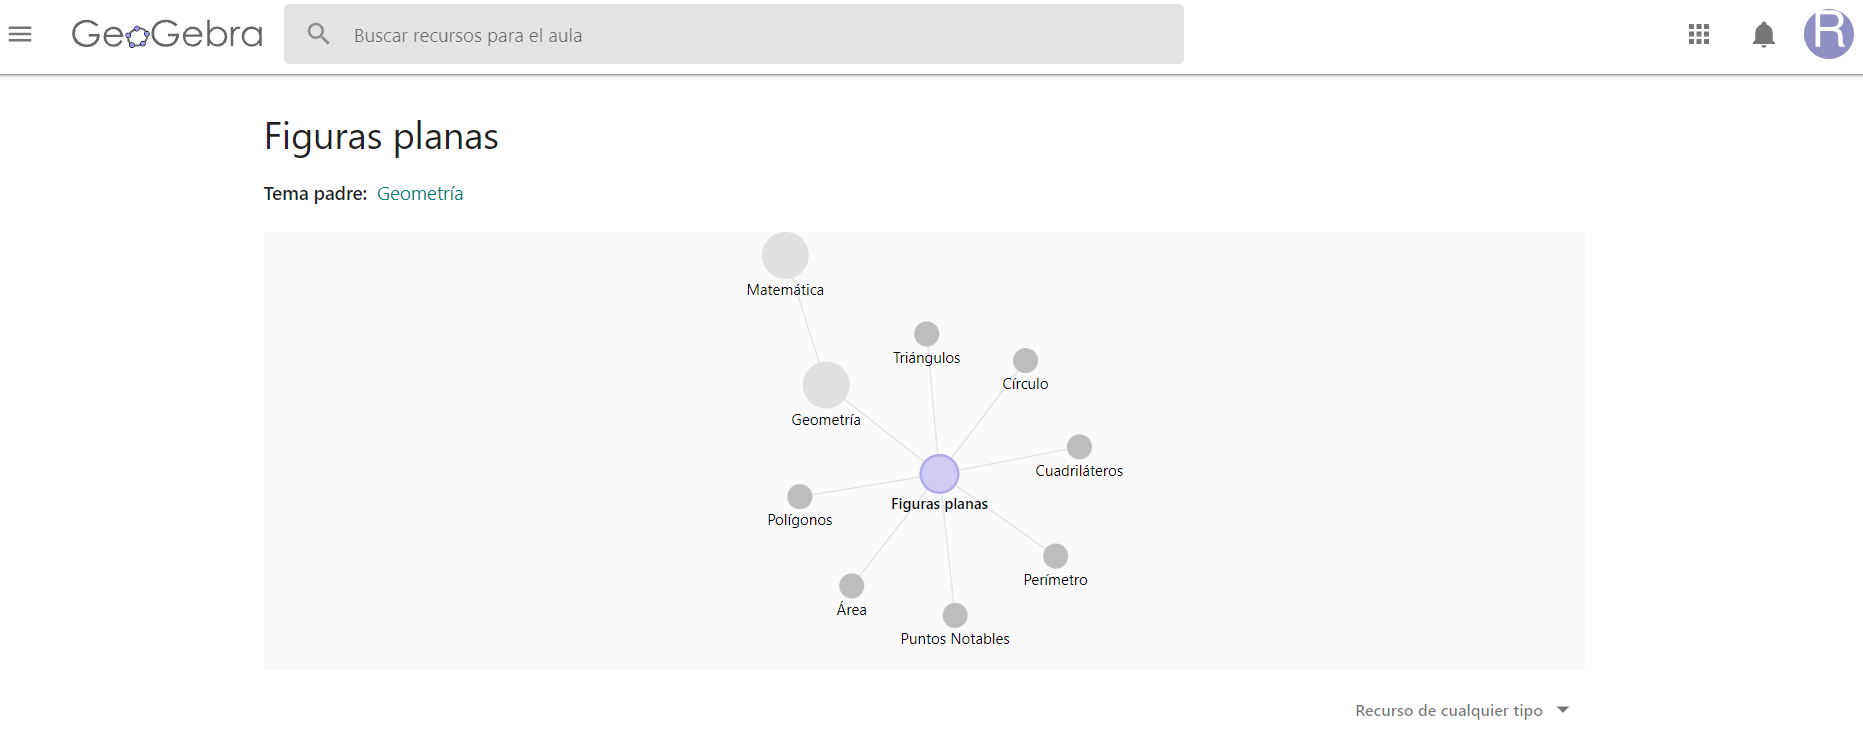 GeoGebra
Buscar recursos para el aula
R
Figuras planas
Tema padre: Geometría
Matemática
Triángulos
Círculo
Geometría
Cuadriláteros
Figuras planas
Polígonos
Perímetro
Área
Puntos Notables
Recurso de cualquier tipo